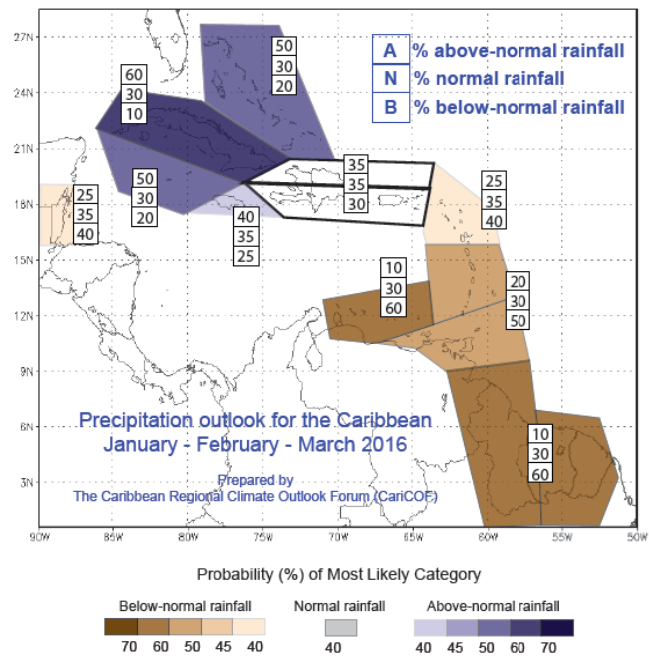 27N
24N
21N
18N
15N
12N
9N
6N
3N
90W
85W
80W
75W
70W
65W
60W
55W
50W
A % above-normal rainfall
N % normal rainfall
B % below-normal rainfall
50
30
20
60
30
10
50
30
20
40
35
25
35
35
30
25
35
40
25
35
40
10
30
60
20
30
50
10
30
60
Precipitation outlook for the Caribbean
January - February - March 2016
Prepared by
The Caribbean Regional Climate Outlook Forum (CariCOF)
Probability (%) of Most Likely Category
Below-normal rainfall
Normal rainfall
Above-normal rainfall
70 60 50 45 40
40
40 45 50 60 70